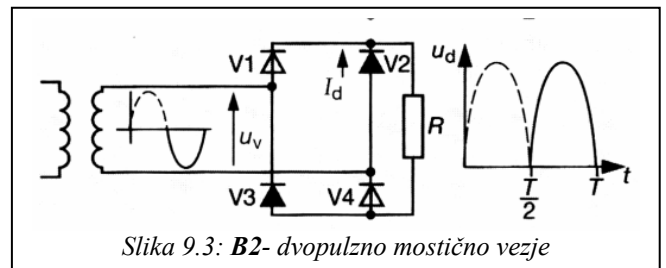 V1
V2
I_d
u_v
R
V3
V4
u_d
T/2
T
t
Slika 9.3: B2- dvopulzno mostično vezje